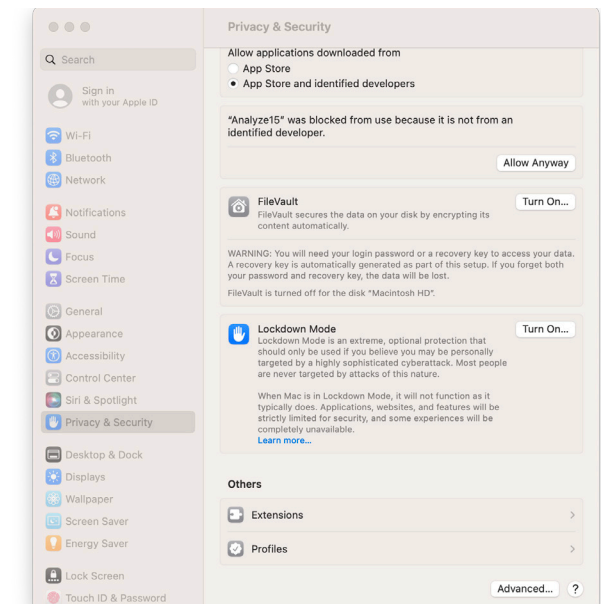 Privacy & Security
Search
Sign in
with your Apple ID
Wi-Fi
Bluetooth
Network
Notifications
Sound
Focus
Screen Time
General
Appearance
Accessibility
Control Center
Siri & Spotlight
Privacy & Security
Desktop & Dock
Displays
Wallpaper
Screen Saver
Energy Saver
Lock Screen
Touch ID & Password
Allow applications downloaded from
App Store
App Store and identified developers
“Analyze15” was blocked from use because it is not from an
identified developer.
Allow Anyway
FileVault
Turn On...
FileVault secures the data on your disk by encrypting its
content automatically.
WARNING: You will need your login password or a recovery key to access your data.
A recovery key is automatically generated as part of this setup. If you forget both
your password and recovery key, the data will be lost.
FileVault is turned off for the disk “Macintosh HD”.
Lockdown Mode
Turn On...
Lockdown Mode is an extreme, optional protection that
should only be used if you believe you may be personally
targeted by a highly sophisticated cyberattack. Most people
are never targeted by attacks of this nature.
When Mac is in Lockdown Mode, it will not function as it
typically does. Applications, websites, and features will be
strictly limited for security, and some experiences will be
completely unavailable.
Learn more...
Others
Extensions
Profiles
Advanced...
?